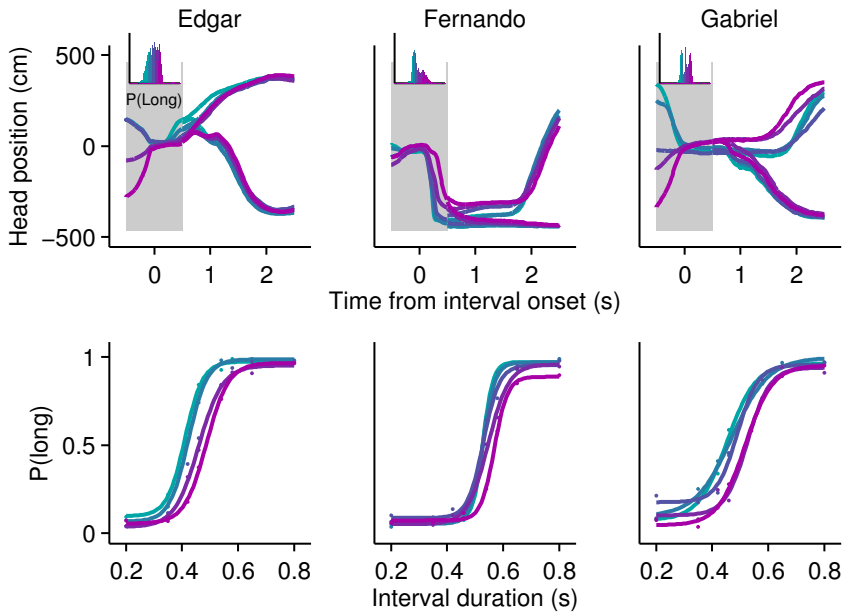 Edgar Fernando Gabriel
Head position (cm)
500
0
−500
P(Long)
0 1 2 0 1 2 0 1 2
Time from interval onset (s)
P(long)
1
0.5
0
0.2 0.4 0.6 0.8 0.2 0.4 0.6 0.8 0.2 0.4 0.6 0.8
Interval duration (s)